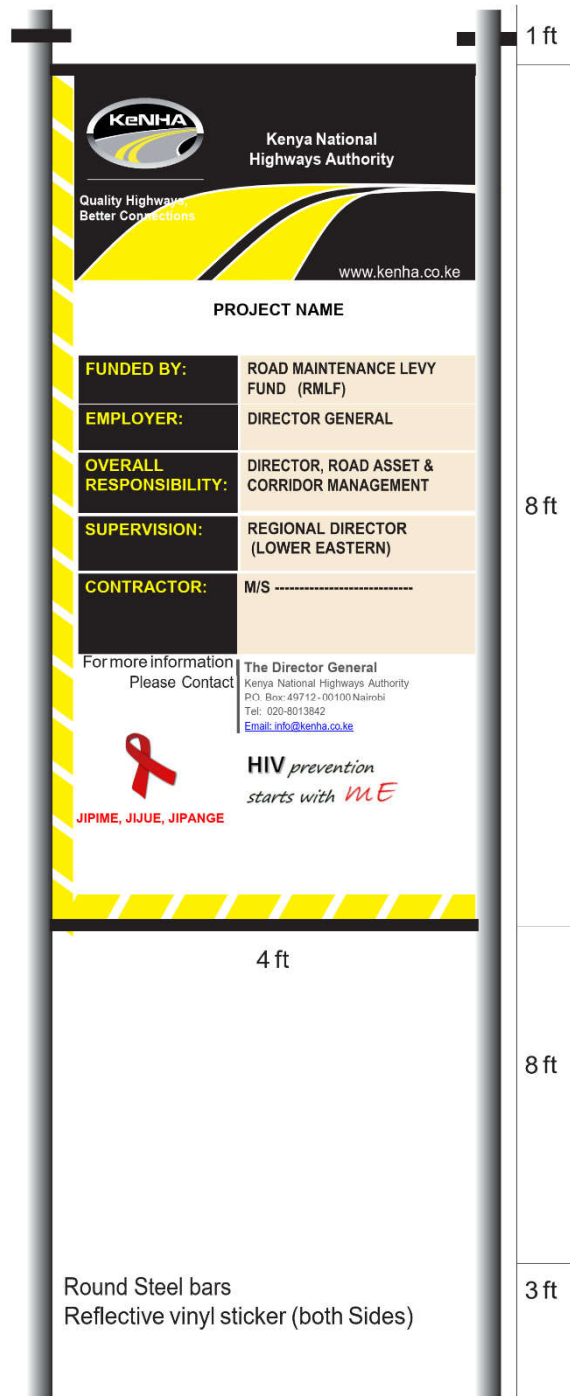 1 ft
KeNHA
Kenya National
Highways Authority
Quality Highways,
Better Connections
www.kenha.co.ke
PROJECT NAME
FUNDED BY:
ROAD MAINTENANCE LEVY
FUND (RMLF)
EMPLOYER:
DIRECTOR GENERAL
OVERALL
RESPONSIBILITY:
DIRECTOR, ROAD ASSET &
CORRIDOR MANAGEMENT
8 ft
SUPERVISION:
REGIONAL DIRECTOR
(LOWER EASTERN)
CONTRACTOR:
M/S ----------------------------
For more information
Please Contact
The Director General
Kenya National Highways Authority
P.O. Box: 49712 - 00100 Nairobi
Tel: 020-8013842
Email: info@kenha.co.ke
HIV prevention
starts with ME
JIPIME, JIJUE, JIPANGE
4 ft
8 ft
Round Steel bars
Reflective vinyl sticker (both Sides)
3 ft